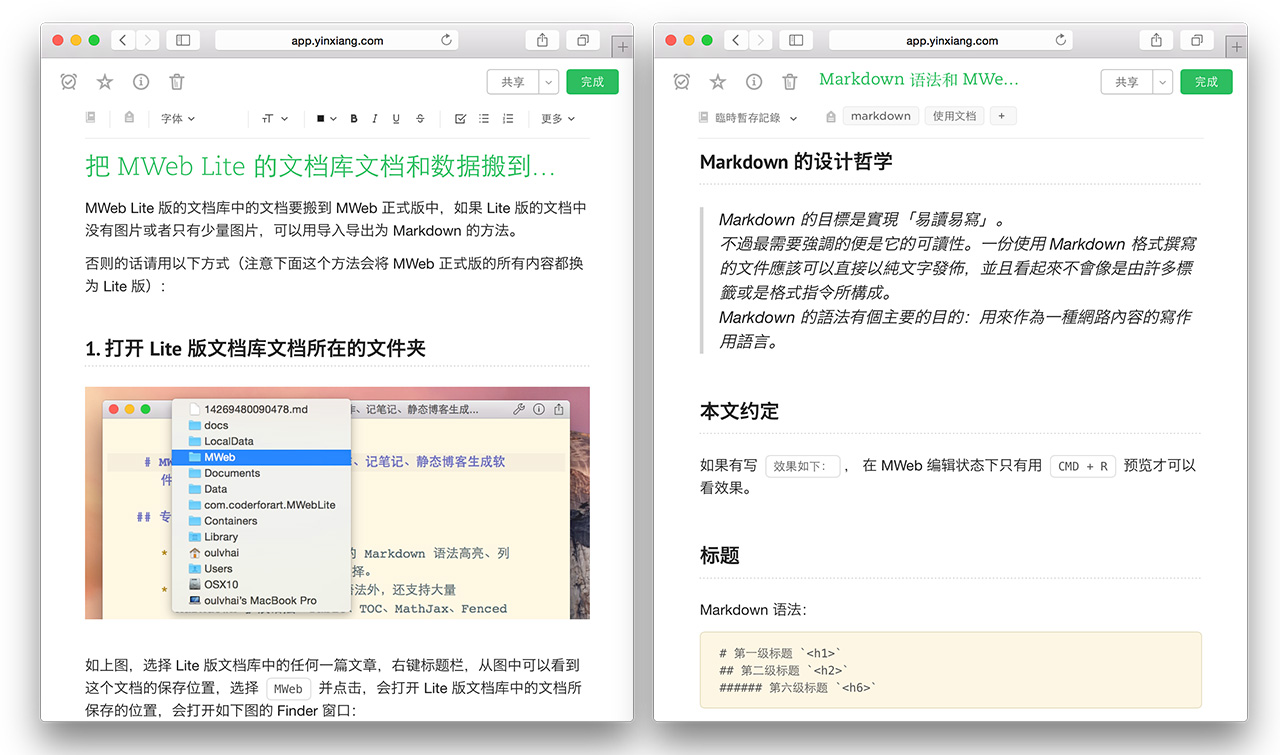 app.yinxiang.com
共享
完成
字体
B I U S
更多
把 MWeb Lite 的文档库文档和数据搬到…
MWeb Lite 版的文档库中的文档要搬到 MWeb 正式版中，如果 Lite 版的文档中
没有图片或者只有少量图片，可以用导入导出为 Markdown 的方法。
否则的话请用以下方式（注意下面这个方法会将 MWeb 正式版的所有内容都换
为 Lite 版）：
1. 打开 Lite 版文档库文档所在的文件夹
、记笔记、静态博客生成...
14269480090478.md
docs
LocalData
MWeb
Documents
Data
com.coderforart.MWebLite
Containers
Library
oulvhai
Users
OSX10
oulvhai's MacBook Pro
# MW
、记笔记、静态博客生成软
件
## 专
* 的 Markdown 语法高亮、列
择。
* 语法外，还支持大量
TOC、MathJax、Fenced
如上图，选择 Lite 版文档库中的任何一篇文章，右键标题栏，从图中可以看到
这个文档的保存位置，选择 MWeb 并点击，会打开 Lite 版文档库中的文档所
保存的位置，会打开如下图的 Finder 窗口：
app.yinxiang.com
Markdown 语法和 MWe…
共享
完成
臨時暫存記錄
markdown
使用文档
+
Markdown 的设计哲学
Markdown 的目標是實現「易讀易寫」。
不過最需要強調的便是它的可讀性。一份使用 Markdown 格式撰寫
的文件應該可以直接以純文字發佈，並且看起來不會像是由許多標
籤或是格式指令所構成。
Markdown 的語法有個主要的目的：用來作為一種網路內容的寫作
用語言。
本文约定
如果有写 效果如下： ， 在 MWeb 编辑状态下只有用 CMD + R 预览才可以
看效果。
标题
Markdown 语法：
# 第一级标题 `<h1>`
## 第二级标题 `<h2>`
###### 第六级标题 `<h6>`